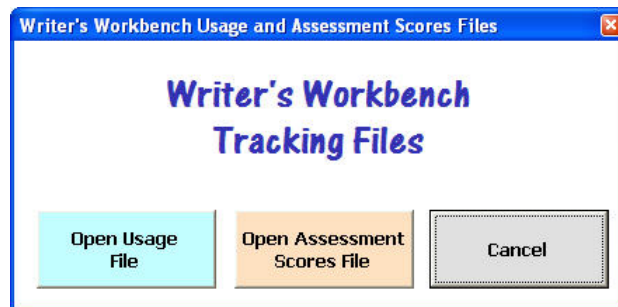 Writer's Workbench Usage and Assessment Scores Files
Writer's Workbench
Tracking Files
Open Usage
File
Open Assessment
Scores File
Cancel